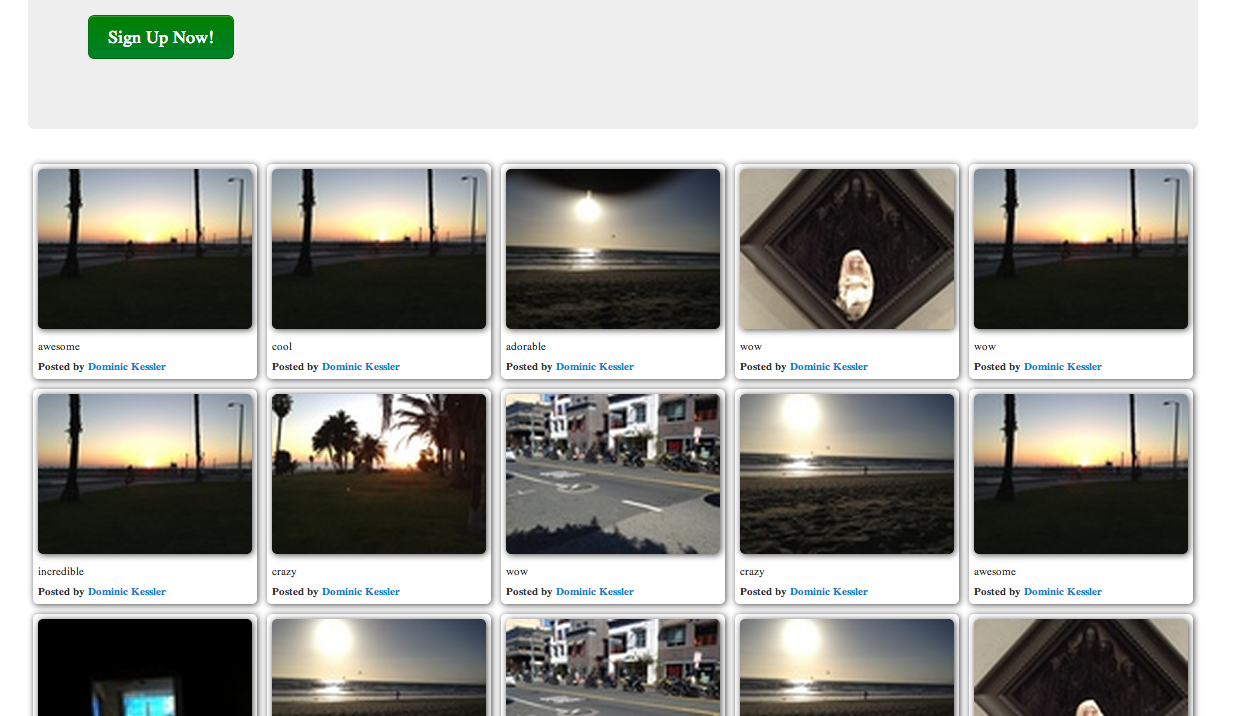 Sign Up Now!
awesome
Posted by Dominic Kessler
cool
Posted by Dominic Kessler
adorable
Posted by Dominic Kessler
wow
Posted by Dominic Kessler
wow
Posted by Dominic Kessler
incredible
Posted by Dominic Kessler
crazy
Posted by Dominic Kessler
wow
Posted by Dominic Kessler
crazy
Posted by Dominic Kessler
awesome
Posted by Dominic Kessler